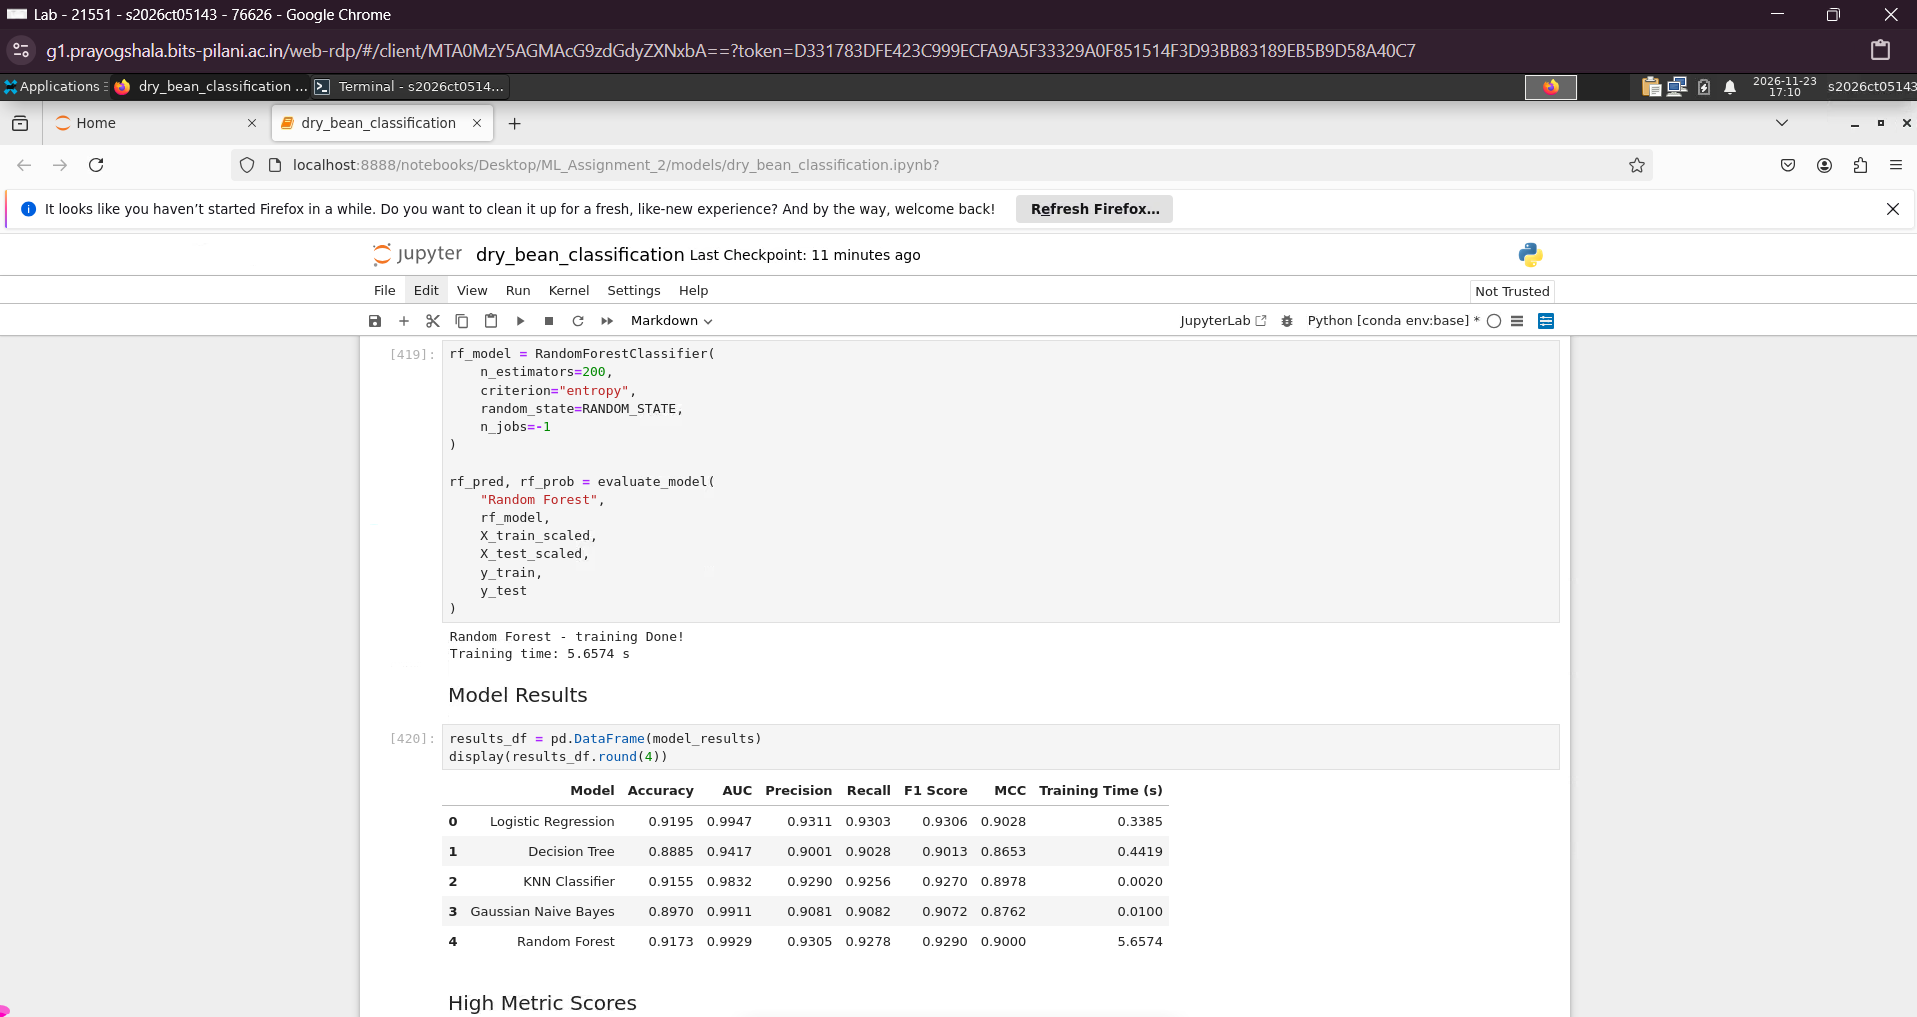 Lab - 21551 - s2026ct05143 - 76626 - Google Chrome
g1.prayogshala.bits-pilani.ac.in/web-rdp/#/client/MTA0MzY5AGMAcG9zdGdyZXNxbA==?token=D331783DFE423C999ECFA9A5F33329A0F851514F3D93BB83189EB5B9D58A40C7
Applications dry_bean_classification ... Terminal - s2026ct0514... 2026-11-23 s2026ct05143
17:10
Home dry_bean_classification
localhost:8888/notebooks/Desktop/ML_Assignment_2/models/dry_bean_classification.ipynb?
It looks like you haven’t started Firefox in a while. Do you want to clean it up for a fresh, like-new experience? And by the way, welcome back! Refresh Firefox…
jupyter dry_bean_classification Last Checkpoint: 11 minutes ago
File Edit View Run Kernel Settings Help Not Trusted
Markdown JupyterLab Python [conda env:base] *
[419]: rf_model = RandomForestClassifier(
n_estimators=200,
criterion="entropy",
random_state=RANDOM_STATE,
n_jobs=-1
)
rf_pred, rf_prob = evaluate_model(
"Random Forest",
rf_model,
X_train_scaled,
X_test_scaled,
y_train,
y_test
)
Random Forest - training Done!
Training time: 5.6574 s
Model Results
[420]: results_df = pd.DataFrame(model_results)
display(results_df.round(4))
Model Accuracy AUC Precision Recall F1 Score MCC Training Time (s)
0 Logistic Regression 0.9195 0.9947 0.9311 0.9303 0.9306 0.9028 0.3385
1 Decision Tree 0.8885 0.9417 0.9001 0.9028 0.9013 0.8653 0.4419
2 KNN Classifier 0.9155 0.9832 0.9290 0.9256 0.9270 0.8978 0.0020
3 Gaussian Naive Bayes 0.8970 0.9911 0.9081 0.9082 0.9072 0.8762 0.0100
4 Random Forest 0.9173 0.9929 0.9305 0.9278 0.9290 0.9000 5.6574
High Metric Scores